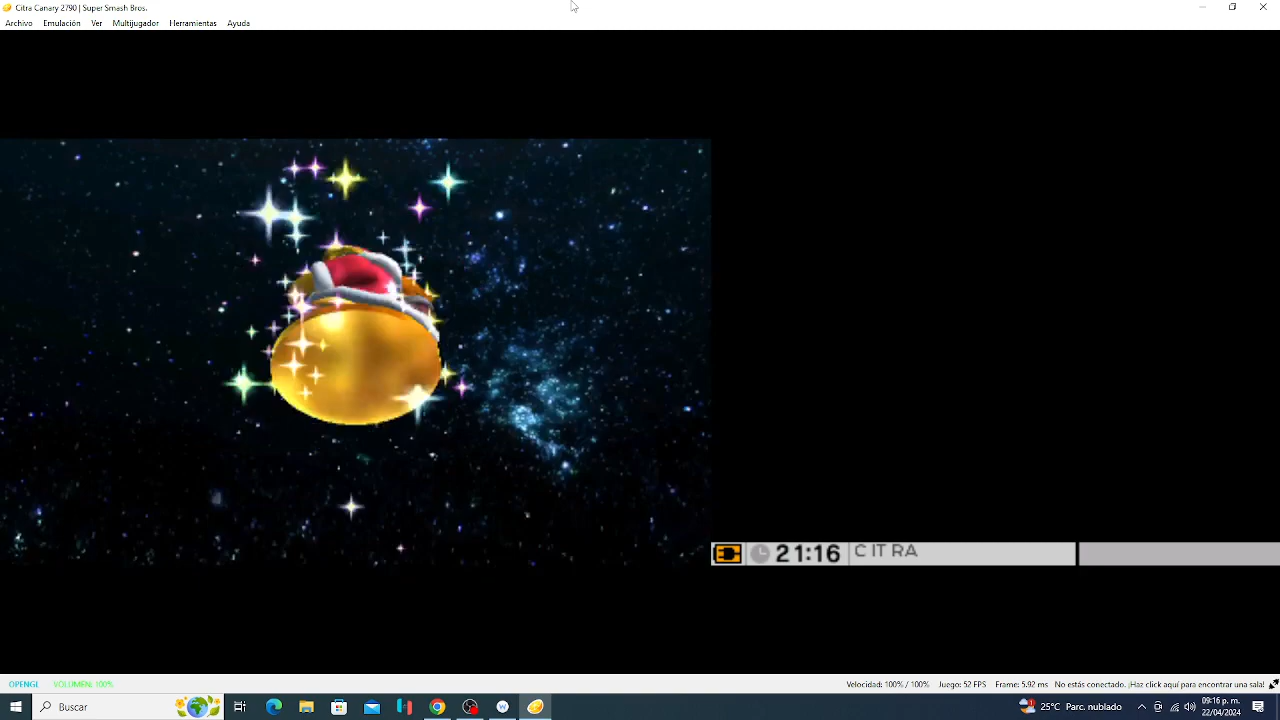 Citra Canary 2790 | Super Smash Bros.
Archivo Emulación Ver Multijugador Herramientas Ayuda
21:16 CITRA
OPENGL VOLUMEN: 100% Velocidad: 100% / 100% Juego: 52 FPS Frame: 5.92 ms No estás conectado. ¡Haz click aquí para encontrar una sala!
Buscar 25°C Parc. nublado 09:16 p. m.
22/04/2024